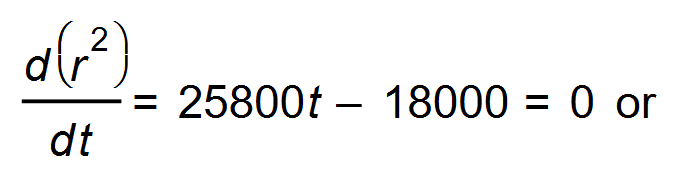 d(r²)/dt = 25800t – 18000 = 0 or